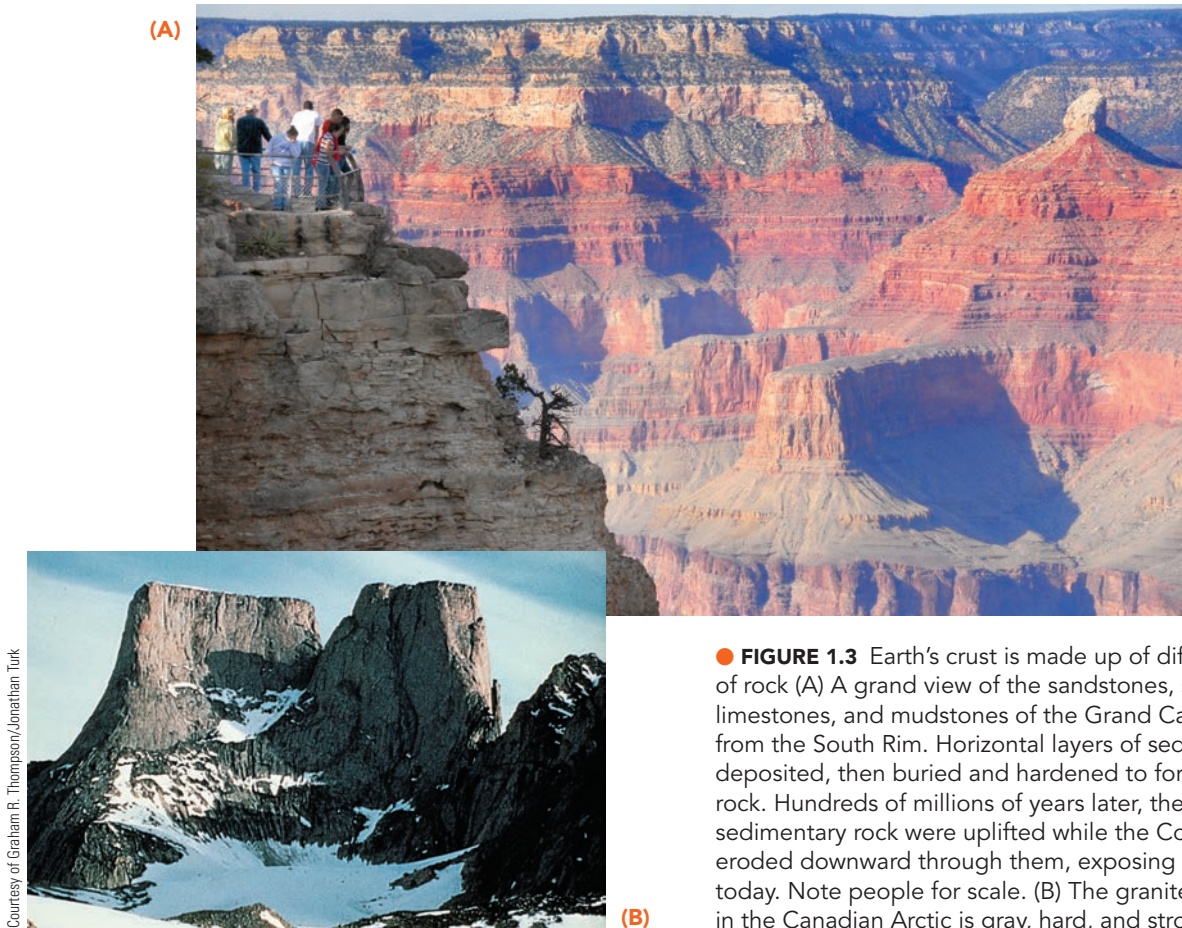 (A)
Courtesy of Graham R. Thompson/Jonathan Turk
(B)
● FIGURE 1.3 Earth’s crust is made up of dif
of rock (A) A grand view of the sandstones,
limestones, and mudstones of the Grand Ca
from the South Rim. Horizontal layers of sec
deposited, then buried and hardened to for
rock. Hundreds of millions of years later, the
sedimentary rock were uplifted while the Co
eroded downward through them, exposing
today. Note people for scale. (B) The granite
in the Canadian Arctic is gray, hard, and stro